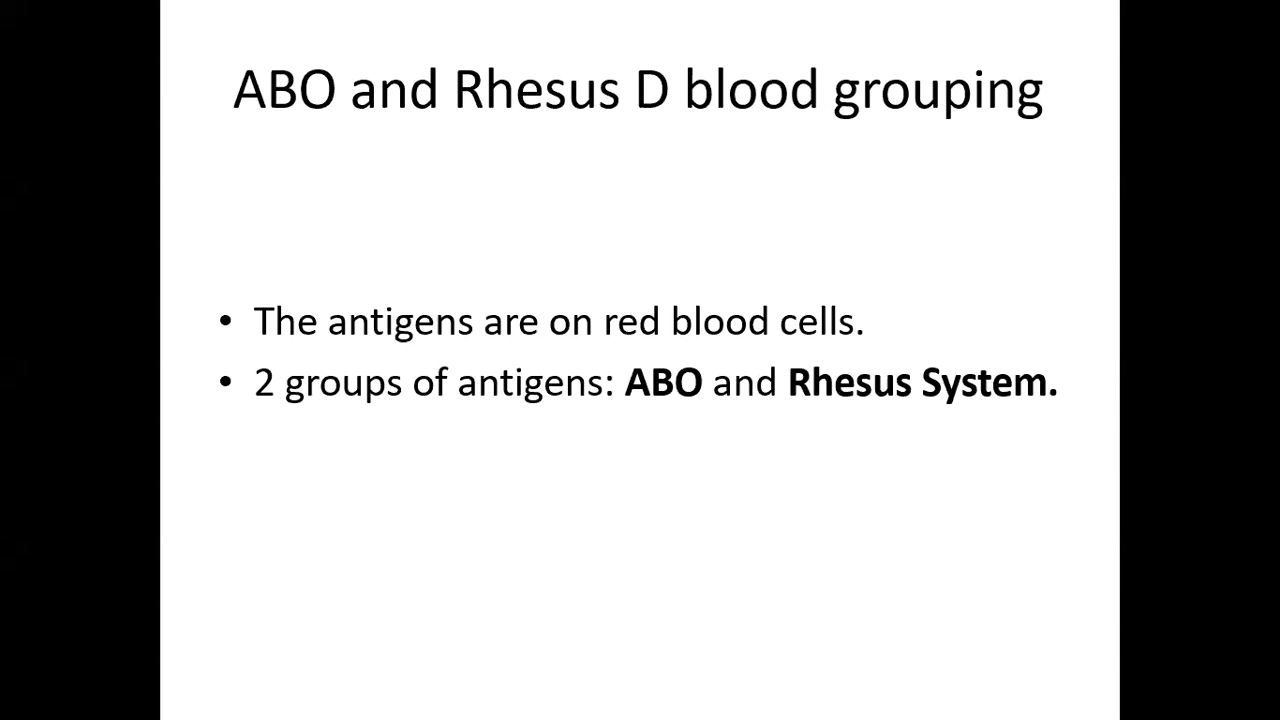 ABO and Rhesus D blood grouping
• The antigens are on red blood cells.
• 2 groups of antigens: ABO and Rhesus System.